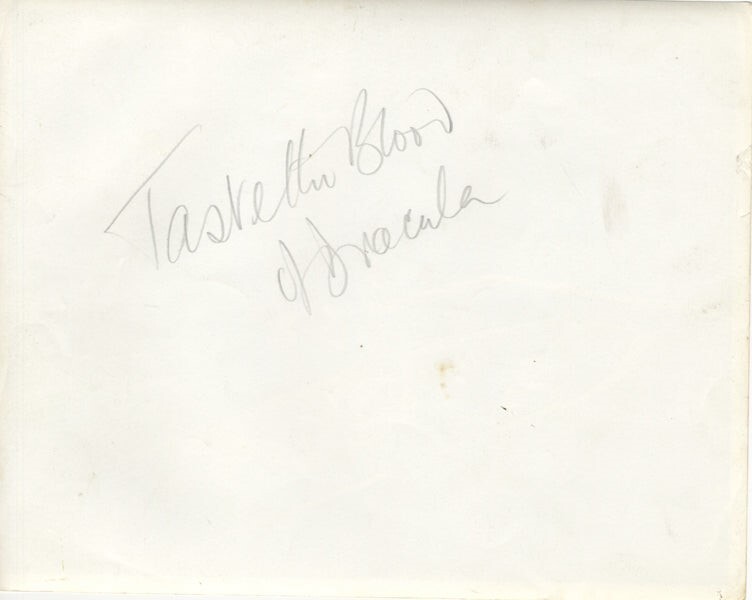 Taste the Blood
of Dracula